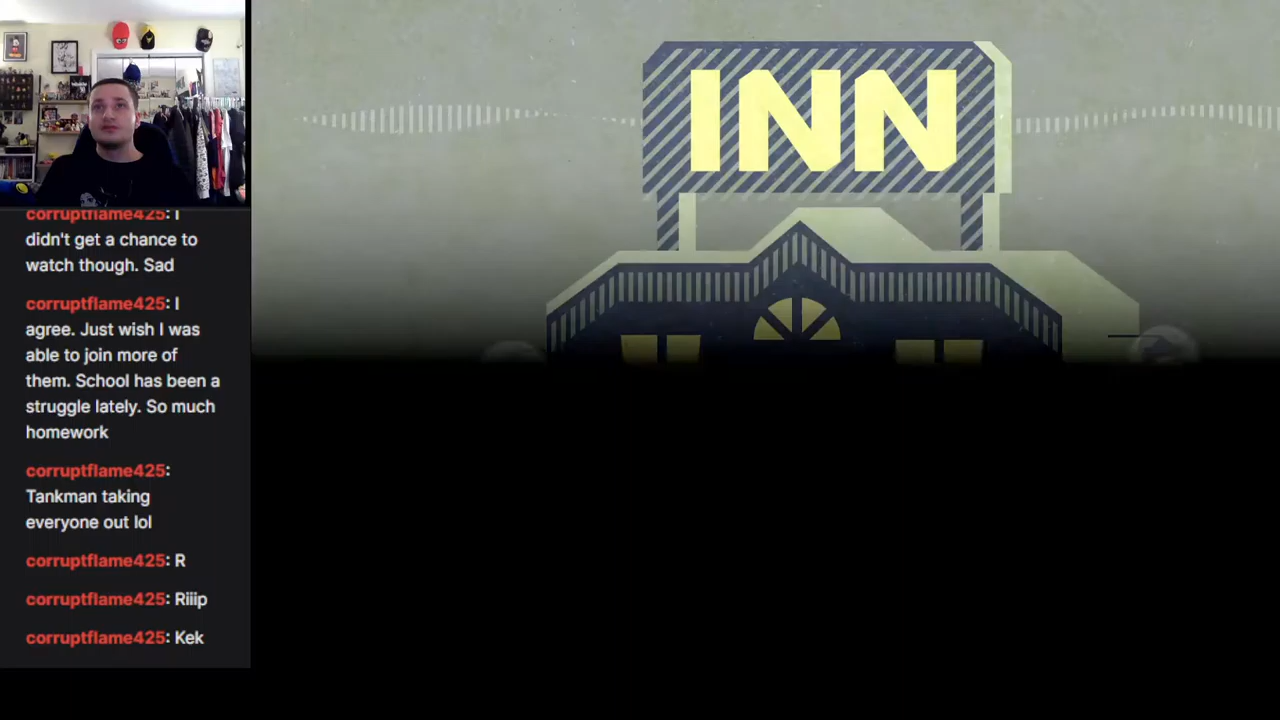 INN
corruptflame425: I
didn't get a chance to
watch though. Sad
corruptflame425: I
agree. Just wish I was
able to join more of
them. School has been a
struggle lately. So much
homework
corruptflame425:
Tankman taking
everyone out lol
corruptflame425: R
corruptflame425: Riiip
corruptflame425: Kek